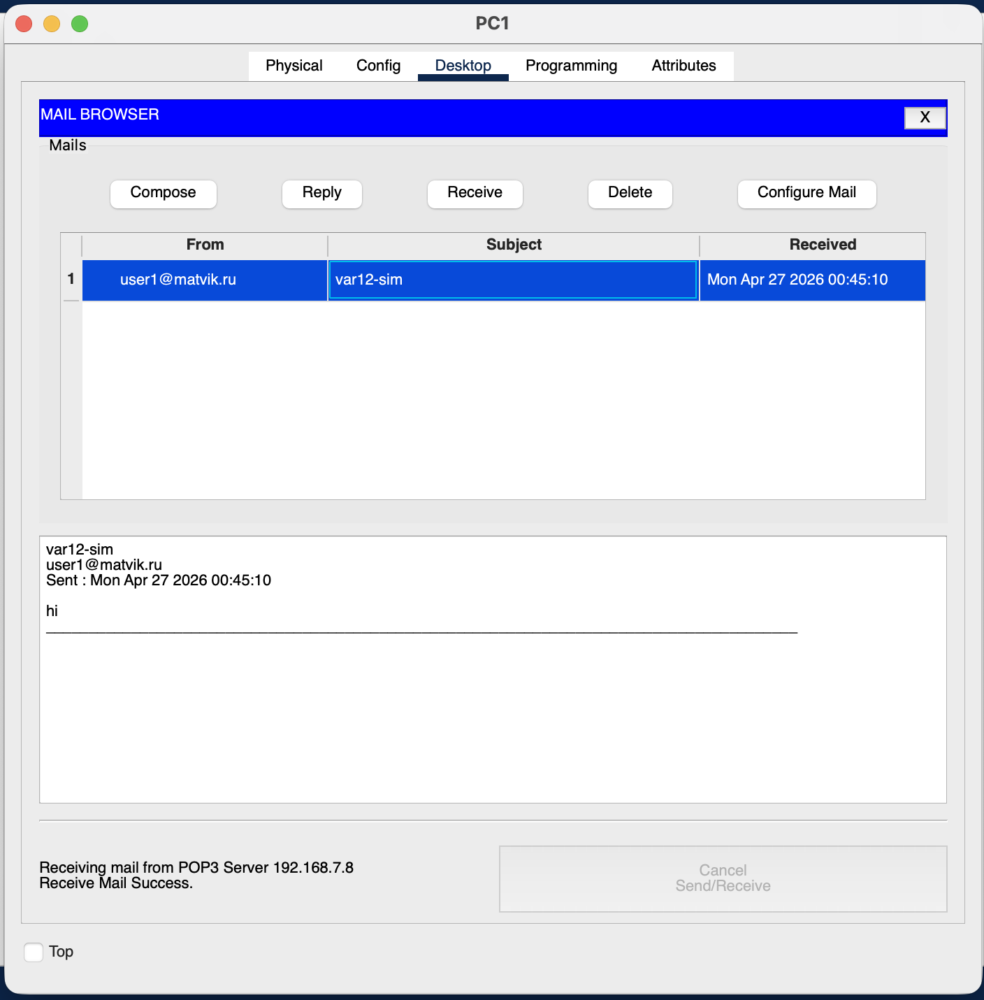 PC1
Physical Config Desktop Programming Attributes
MAIL BROWSER X
Mails
Compose Reply Receive Delete Configure Mail
From Subject Received
1 user1@matvik.ru var12-sim Mon Apr 27 2026 00:45:10
var12-sim
user1@matvik.ru
Sent : Mon Apr 27 2026 00:45:10
hi
Receiving mail from POP3 Server 192.168.7.8
Receive Mail Success.
Cancel
Send/Receive
Top